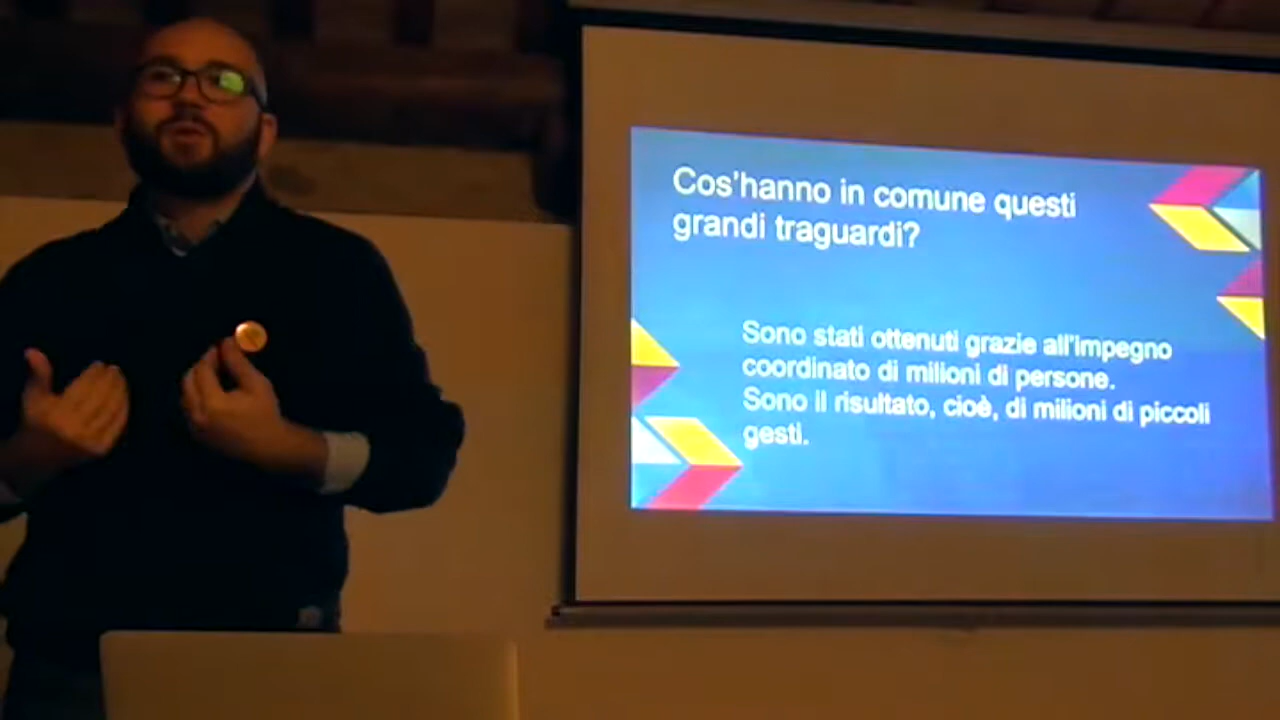 Cos'hanno in comune questi
grandi traguardi?
Sono stati ottenuti grazie all'impegno
coordinato di milioni di persone.
Sono il risultato, cioè, di milioni di piccoli
gesti.